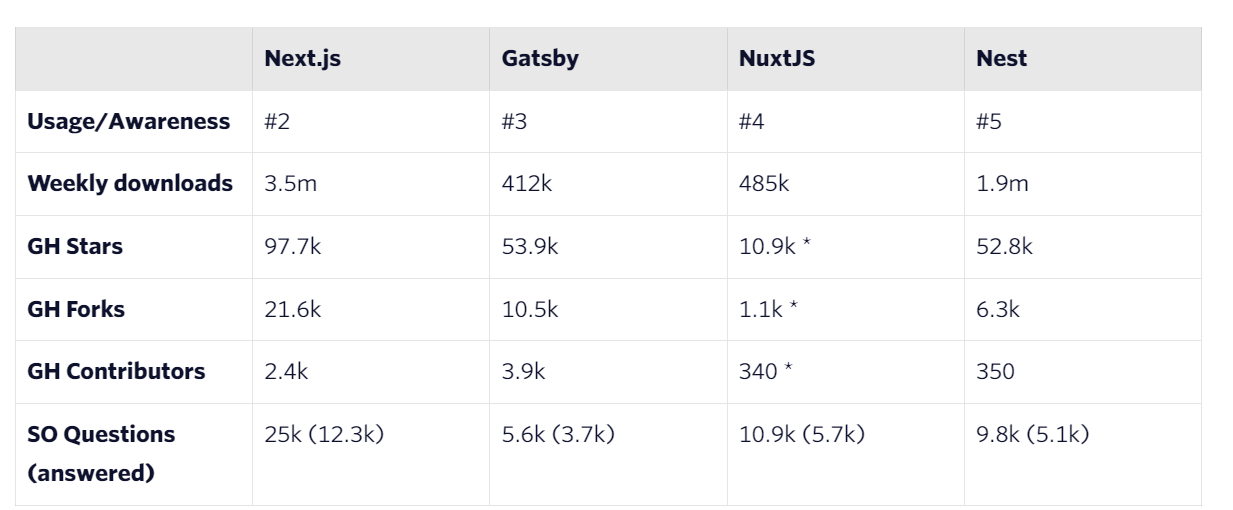 Next.js Gatsby NuxtJS Nest
Usage/Awareness #2 #3 #4 #5
Weekly downloads 3.5m 412k 485k 1.9m
GH Stars 97.7k 53.9k 10.9k * 52.8k
GH Forks 21.6k 10.5k 1.1k * 6.3k
GH Contributors 2.4k 3.9k 340 * 350
SO Questions 25k (12.3k) 5.6k (3.7k) 10.9k (5.7k) 9.8k (5.1k)
(answered)